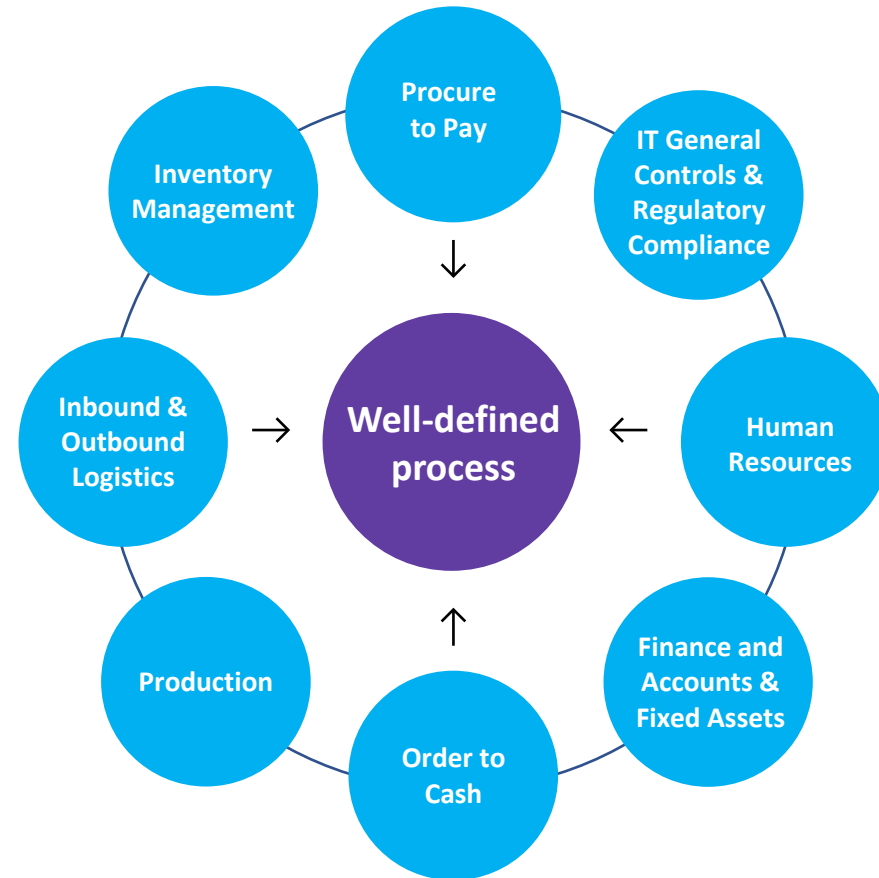 Procure
to Pay
IT General
Controls &
Regulatory
Compliance
Human
Resources
Finance and
Accounts &
Fixed Assets
Order to
Cash
Production
Inbound &
Outbound
Logistics
Inventory
Management
Well-defined
process